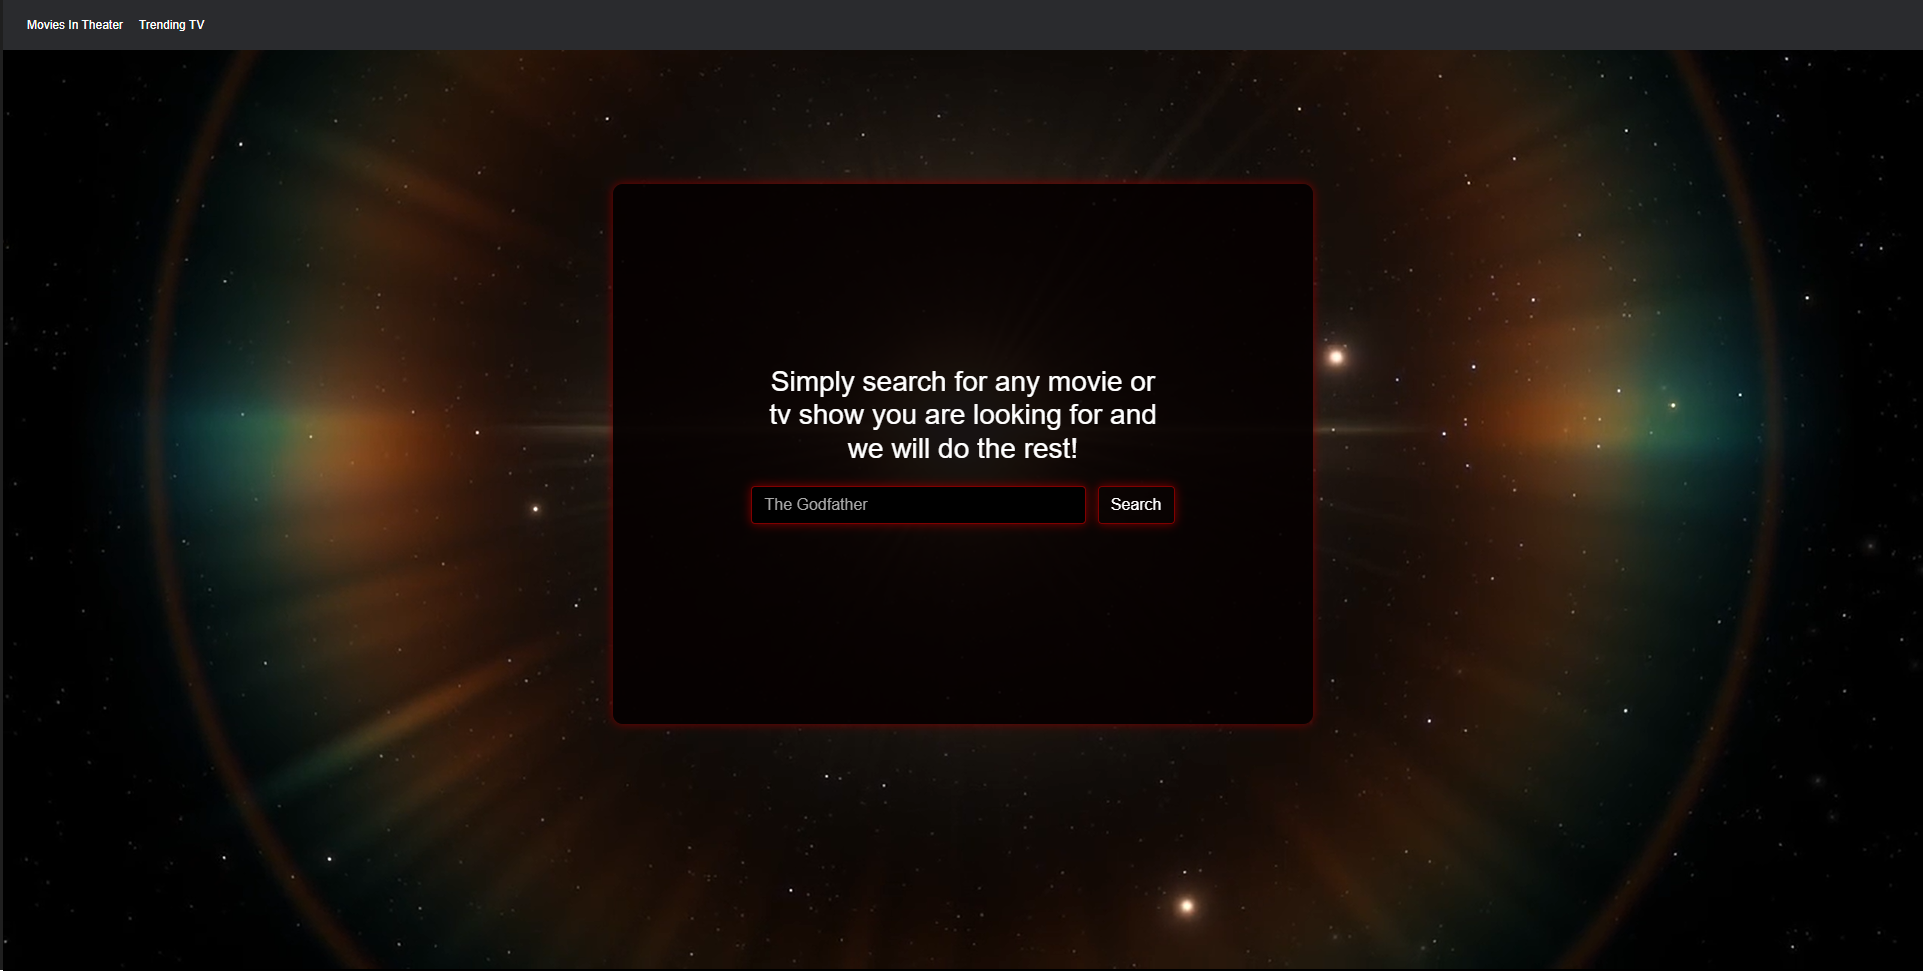 Movies In Theater Trending TV
Simply search for any movie or
tv show you are looking for and
we will do the rest!
The Godfather Search